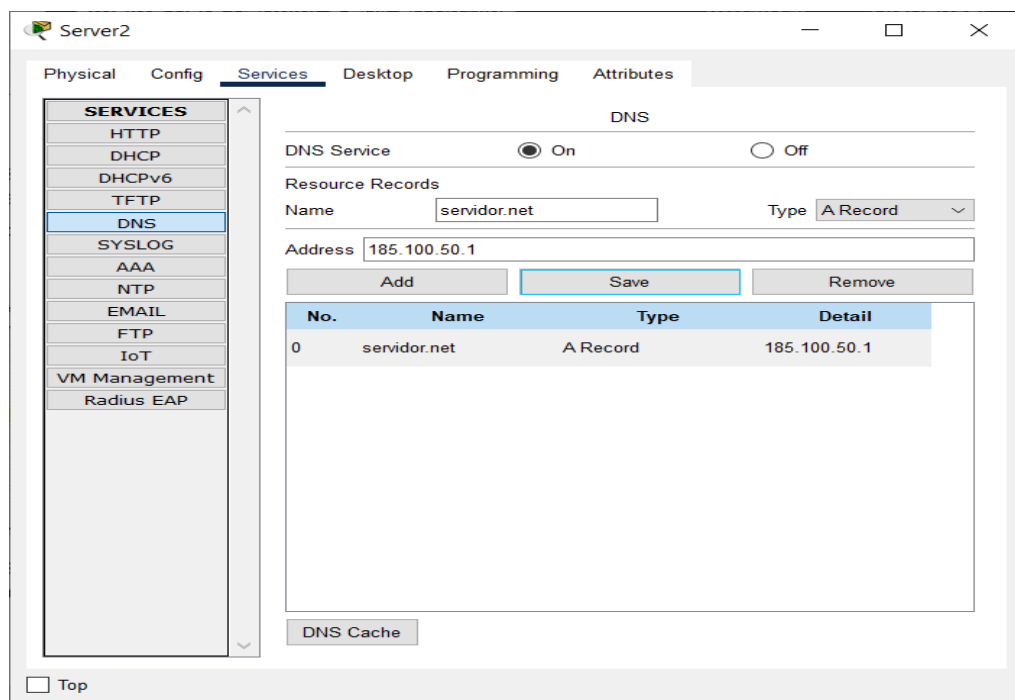 Server2
Physical Config Services Desktop Programming Attributes
SERVICES
HTTP
DHCP
DHCPv6
TFTP
DNS
SYSLOG
AAA
NTP
EMAIL
FTP
IoT
VM Management
Radius EAP
DNS
DNS Service On Off
Resource Records
Name servidor.net Type A Record
Address 185.100.50.1
Add Save Remove
No. Name Type Detail
0 servidor.net A Record 185.100.50.1
DNS Cache
Top